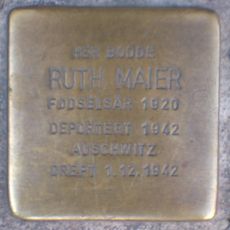 HER BODDE
RUTH MAIER
FØDSELSÅR 1920
DEPORTERT 1942
AUSCHWITZ
DREPT 1.12.1942